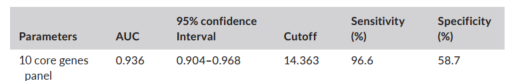 95% confidence Sensitivity Specificity
Parameters AUC Interval Cutoff (%) (%)
10 core genes 0.936 0.904–0.968 14.363 96.6 58.7
panel